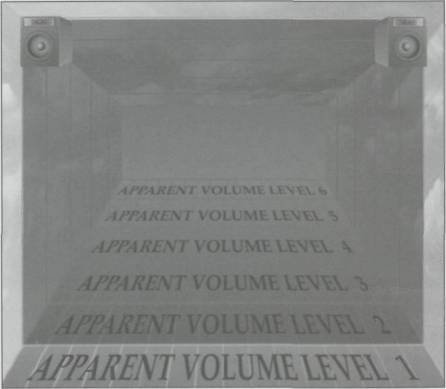 APPARENT VOLUME LEVEL 6
APPARENT VOLUME LEVEL 5
APPARENT VOLUME LEVEL 4
APPARENT VOLUME LEVEL 3
APPARENT VOLUME LEVEL 2
APPARENT VOLUME LEVEL 1